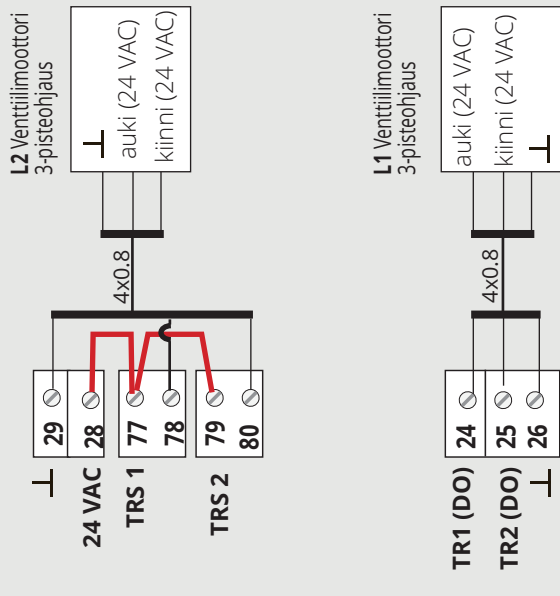 L2 Venttiilimoottori
3-pisteohjaus
auki (24 VAC)
kiinni (24 VAC)
4x0.8
29
24 VAC 28
TRS 1 77
78
TRS 2 79
80
L1 Venttiilimoottori
3-pisteohjaus
auki (24 VAC)
kiinni (24 VAC)
4x0.8
TR1 (DO) 24
TR2 (DO) 25
26